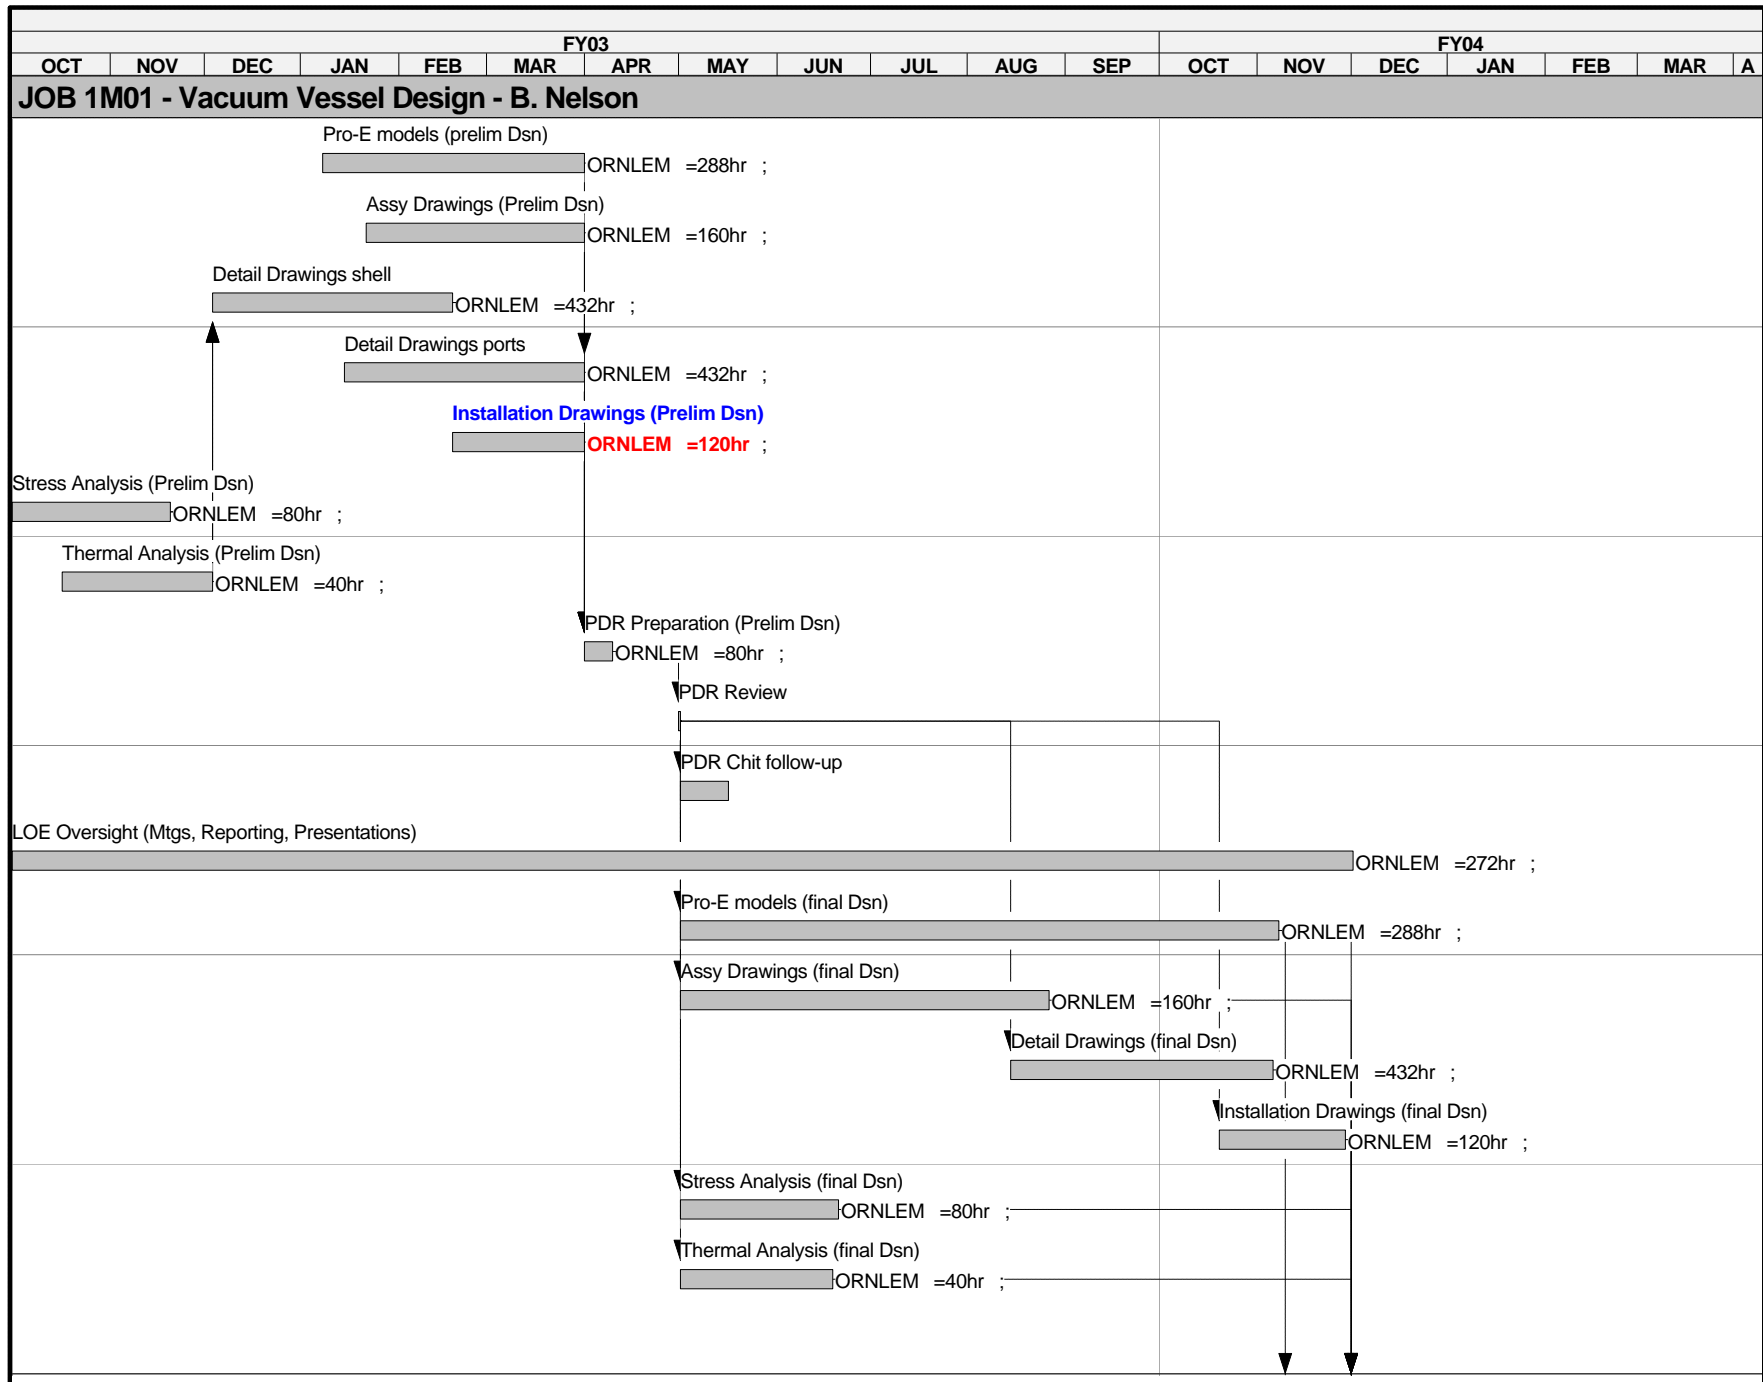 FY03 FY04
OCT NOV DEC JAN FEB MAR APR MAY JUN JUL AUG SEP OCT NOV DEC JAN FEB MAR A
JOB 1M01 - Vacuum Vessel Design - B. Nelson
Pro-E models (prelim Dsn)
ORNLEM =288hr ;
Assy Drawings (Prelim Dsn)
ORNLEM =160hr ;
Detail Drawings shell
ORNLEM =432hr ;
Detail Drawings ports
ORNLEM =432hr ;
Installation Drawings (Prelim Dsn)
ORNLEM =120hr ;
Stress Analysis (Prelim Dsn)
ORNLEM =80hr ;
Thermal Analysis (Prelim Dsn)
ORNLEM =40hr ;
PDR Preparation (Prelim Dsn)
ORNLEM =80hr ;
PDR Review
PDR Chit follow-up
LOE Oversight (Mtgs, Reporting, Presentations)
ORNLEM =272hr ;
Pro-E models (final Dsn)
ORNLEM =288hr ;
Assy Drawings (final Dsn)
ORNLEM =160hr ;
Detail Drawings (final Dsn)
ORNLEM =432hr ;
Installation Drawings (final Dsn)
ORNLEM =120hr ;
Stress Analysis (final Dsn)
ORNLEM =80hr ;
Thermal Analysis (final Dsn)
ORNLEM =40hr ;